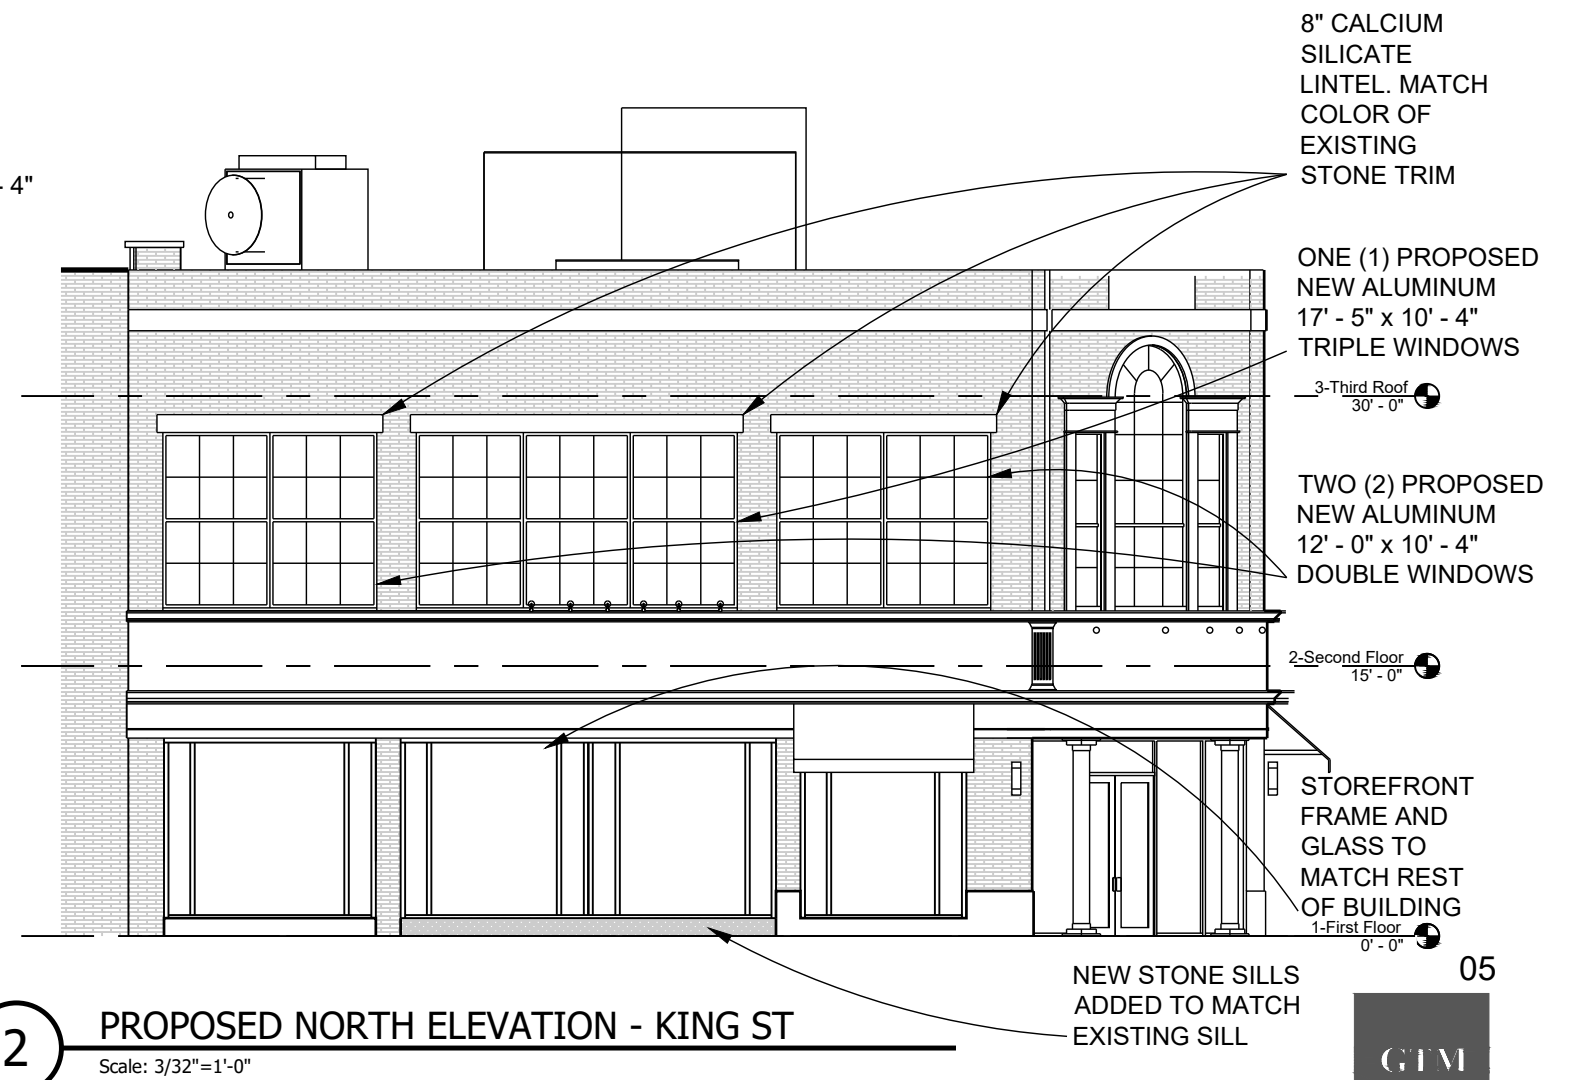 8" CALCIUM
SILICATE
LINTEL. MATCH
COLOR OF
EXISTING
STONE TRIM
- 4"
ONE (1) PROPOSED
NEW ALUMINUM
17' - 5" x 10' - 4"
TRIPLE WINDOWS
3-Third Roof
30' - 0"
TWO (2) PROPOSED
NEW ALUMINUM
12' - 0" x 10' - 4"
DOUBLE WINDOWS
2-Second Floor
15' - 0"
STOREFRONT
FRAME AND
GLASS TO
MATCH REST
OF BUILDING
1-First Floor
0' - 0"
05
NEW STONE SILLS
ADDED TO MATCH
EXISTING SILL
2
PROPOSED NORTH ELEVATION - KING ST
Scale: 3/32"=1'-0"
GTM